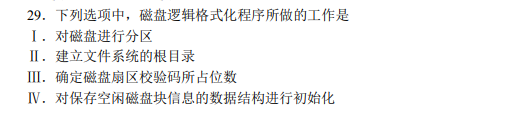 29．下列选项中，磁盘逻辑格式化程序所做的工作是
Ⅰ．对磁盘进行分区
Ⅱ．建立文件系统的根目录
Ⅲ．确定磁盘扇区校验码所占位数
Ⅳ．对保存空闲磁盘块信息的数据结构进行初始化